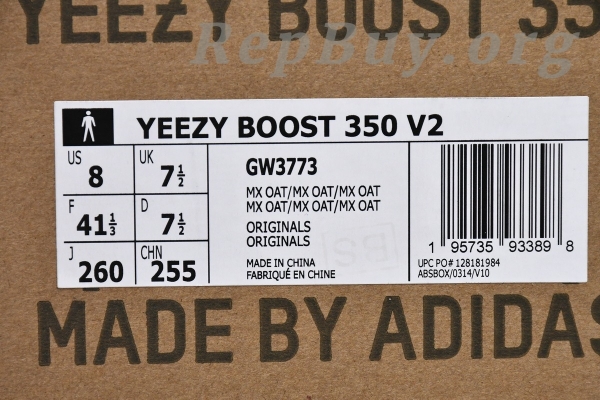 YEEZY BOOST 35
RepBuy.org
YEEZY BOOST 350 V2
US 8 UK 7½
F 41⅓ D 7½
J 260 CHN 255
GW3773
MX OAT/MX OAT/MX OAT
MX OAT/MX OAT/MX OAT
ORIGINALS
ORIGINALS
MADE IN CHINA
FABRIQUÉ EN CHINE
1 95735 93389 8
UPC PO# 128181984
ABSBOX/0314/V10
MADE BY ADIDAS